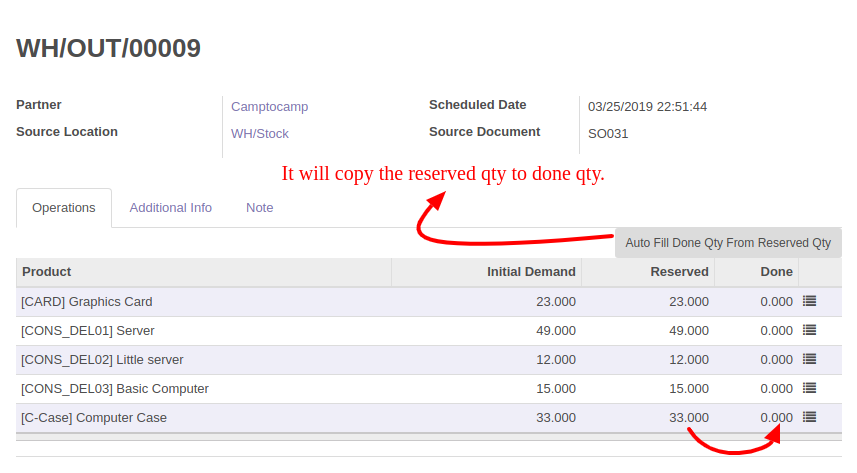 WH/OUT/00009
Partner Camptocamp Scheduled Date 03/25/2019 22:51:44
Source Location WH/Stock Source Document SO031
It will copy the reserved qty to done qty.
Operations Additional Info Note
Auto Fill Done Qty From Reserved Qty
Product Initial Demand Reserved Done
[CARD] Graphics Card 23.000 23.000 0.000
[CONS_DEL01] Server 49.000 49.000 0.000
[CONS_DEL02] Little server 12.000 12.000 0.000
[CONS_DEL03] Basic Computer 15.000 15.000 0.000
[C-Case] Computer Case 33.000 33.000 0.000